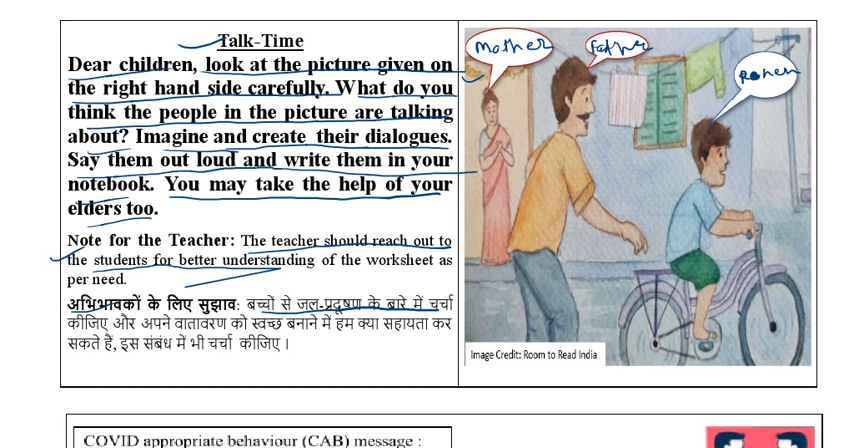 Talk-Time
Dear children, look at the picture given on
the right hand side carefully. What do you
think the people in the picture are talking
about? Imagine and create their dialogues.
Say them out loud and write them in your
notebook. You may take the help of your
elders too.
Note for the Teacher: The teacher should reach out to
the students for better understanding of the worksheet as
per need.
अभिभावकों के लिए सुझाव: बच्चों से जल-प्रदूषण के बारे में चर्चा
कीजिए और अपने वातावरण को स्वच्छ बनाने में हम क्या सहायता कर
सकते हैं, इस संबंध में भी चर्चा कीजिए ।
Mother
Father
Rohen
Image Credit: Room to Read India
COVID appropriate behaviour (CAB) message :